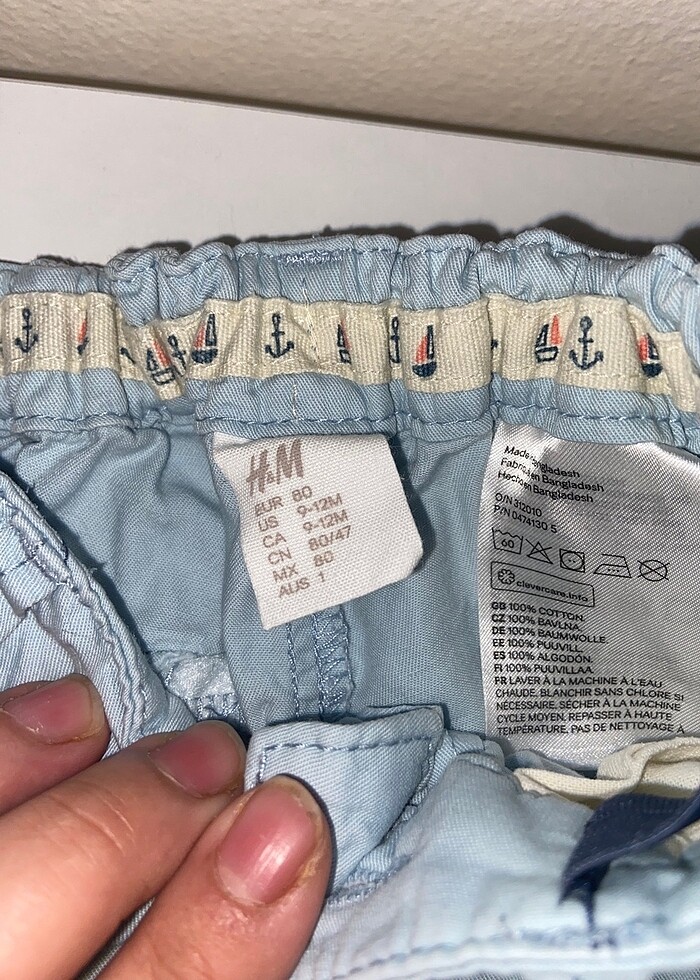 H&M
EUR 80
US 9-12M
CA 9-12M
CN 80/47
MX 80
AUS 1
Made in Bangladesh
Fabriqué en Bangladesh
Hecho en Bangladesh
O/N 312010
P/N 0474130 5
60
clevercare.info
GB 100% COTTON.
CZ 100% BAVLNA.
DE 100% BAUMWOLLE.
EE 100% PUUVILL.
ES 100% ALGODÓN.
FI 100% PUUVILLAA.
FR LAVER À LA MACHINE À L'EAU
CHAUDE, BLANCHIR SANS CHLORE SI
NÉCESSAIRE, SÉCHER À LA MACHINE
CYCLE MOYEN, REPASSER À HAUTE
TEMPÉRATURE, PAS DE NETTOYAGE À